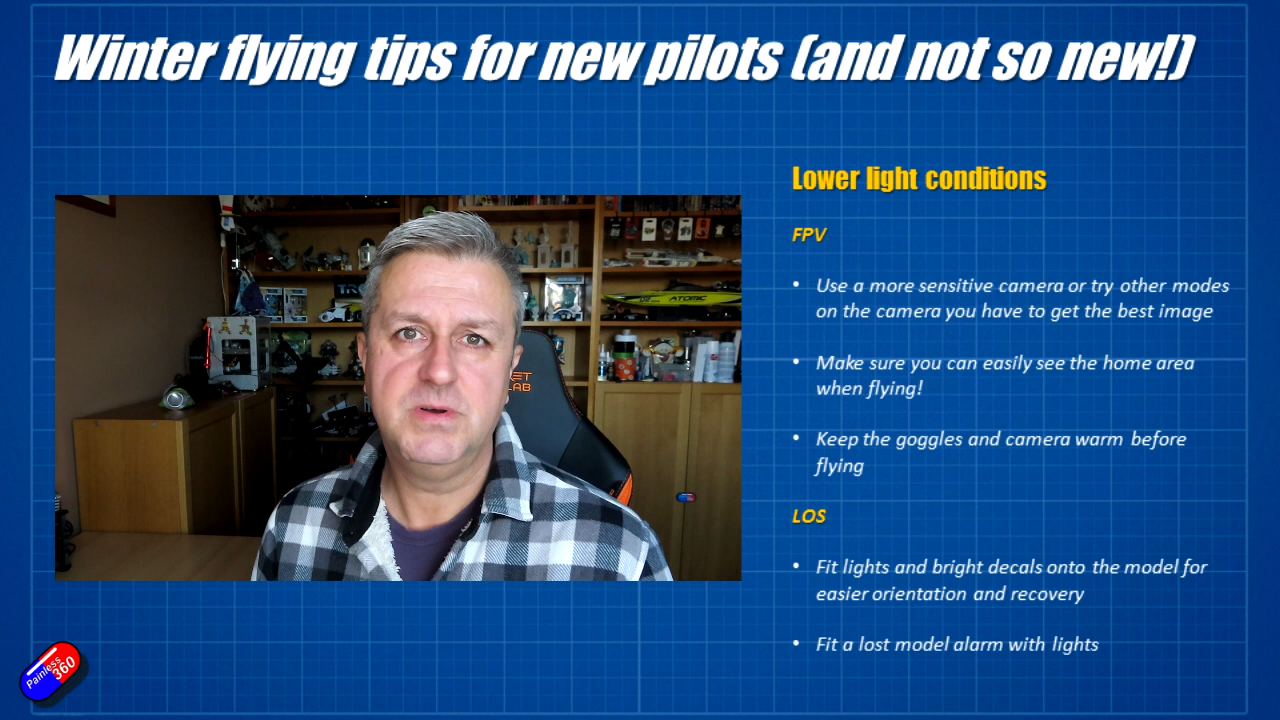 Winter flying tips for new pilots (and not so new!)
Lower light conditions
FPV
• Use a more sensitive camera or try other modes
on the camera you have to get the best image
• Make sure you can easily see the home area
when flying!
• Keep the goggles and camera warm before
flying
LOS
• Fit lights and bright decals onto the model for
easier orientation and recovery
• Fit a lost model alarm with lights
ATOMIC
LAB
Painless
360